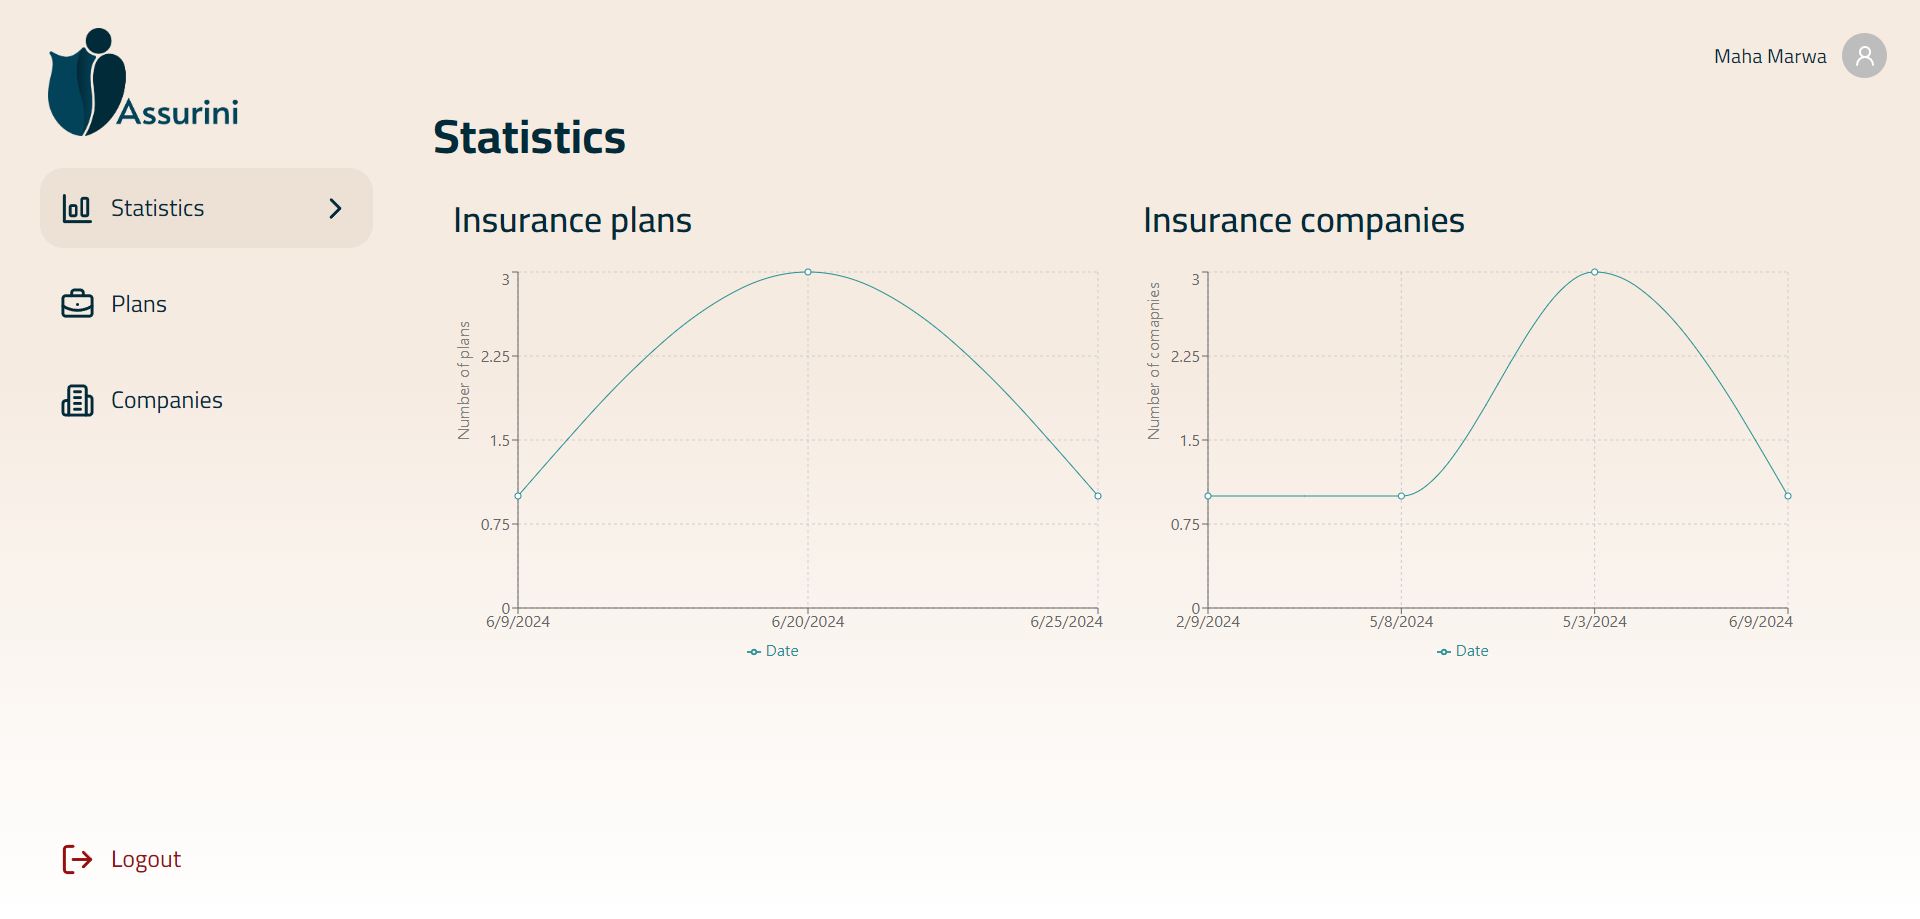 Assurini
Maha Marwa
Statistics
Plans
Companies
Logout
Statistics
Insurance plans
Number of plans
3
2.25
1.5
0.75
0
6/9/2024 6/20/2024 6/25/2024
Date
Insurance companies
Number of comapnies
3
2.25
1.5
0.75
0
2/9/2024 5/8/2024 5/3/2024 6/9/2024
Date